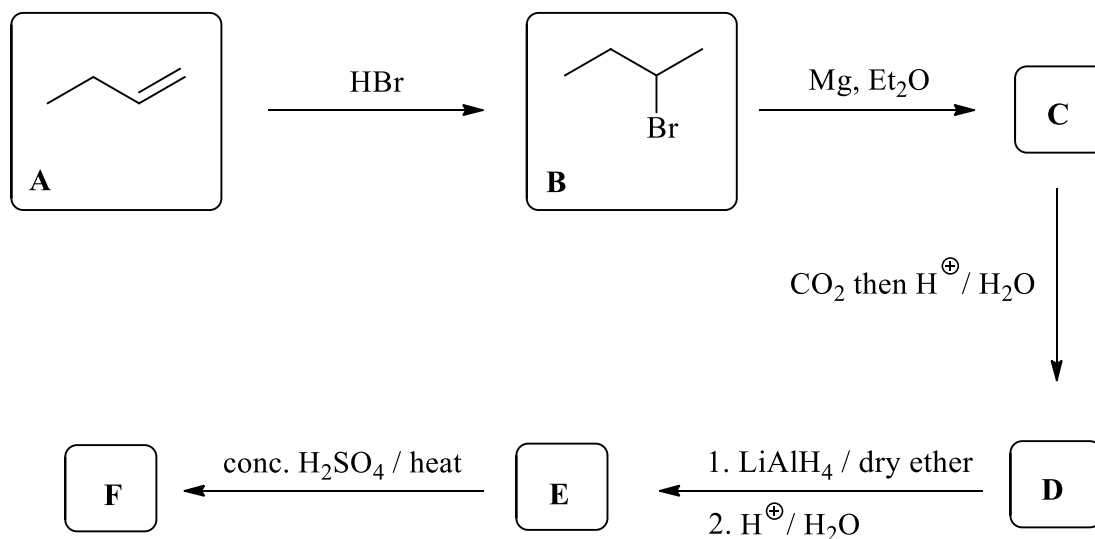 HBr
Mg, Et₂O
Br
A
B
C
CO₂ then H⊕/ H₂O
conc. H₂SO₄ / heat
1. LiAlH₄ / dry ether
F
E
D
2. H⊕/ H₂O